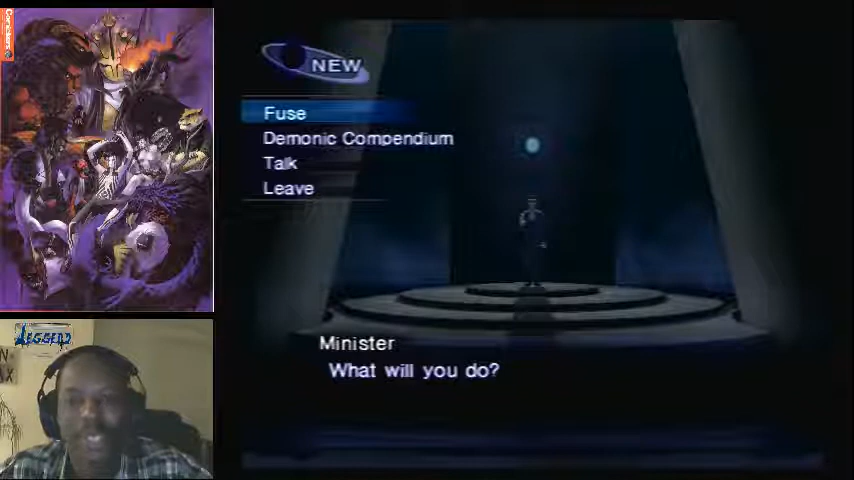 NEW
Fuse
Demonic Compendium
Talk
Leave
Minister
What will you do?